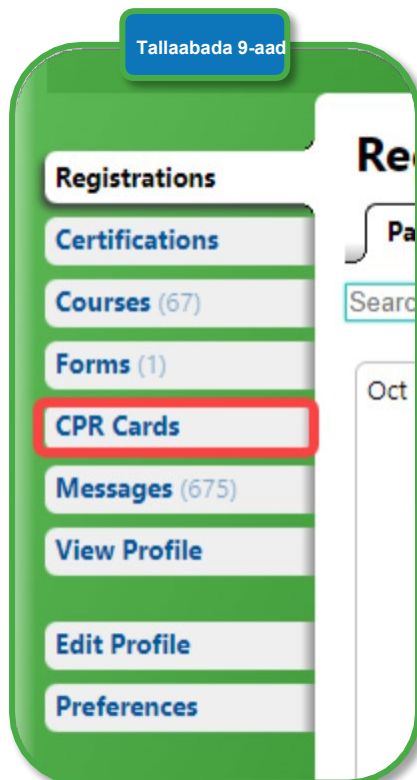 Tallaabada 9-aad
Registrations
Certifications
Courses (67)
Forms (1)
CPR Cards
Messages (675)
View Profile
Edit Profile
Preferences
Oct